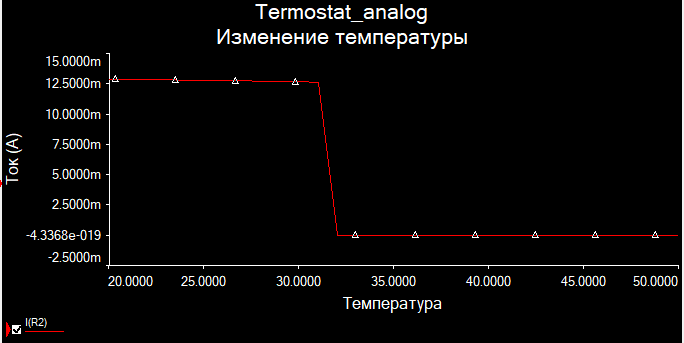 Termostat_analog
Изменение температуры
15.0000m
12.5000m
10.0000m
7.5000m
5.0000m
2.5000m
-4.3368e-019
-2.5000m
Ток (А)
20.0000 25.0000 30.0000 35.0000 40.0000 45.0000 50.0000
Температура
I(R2)